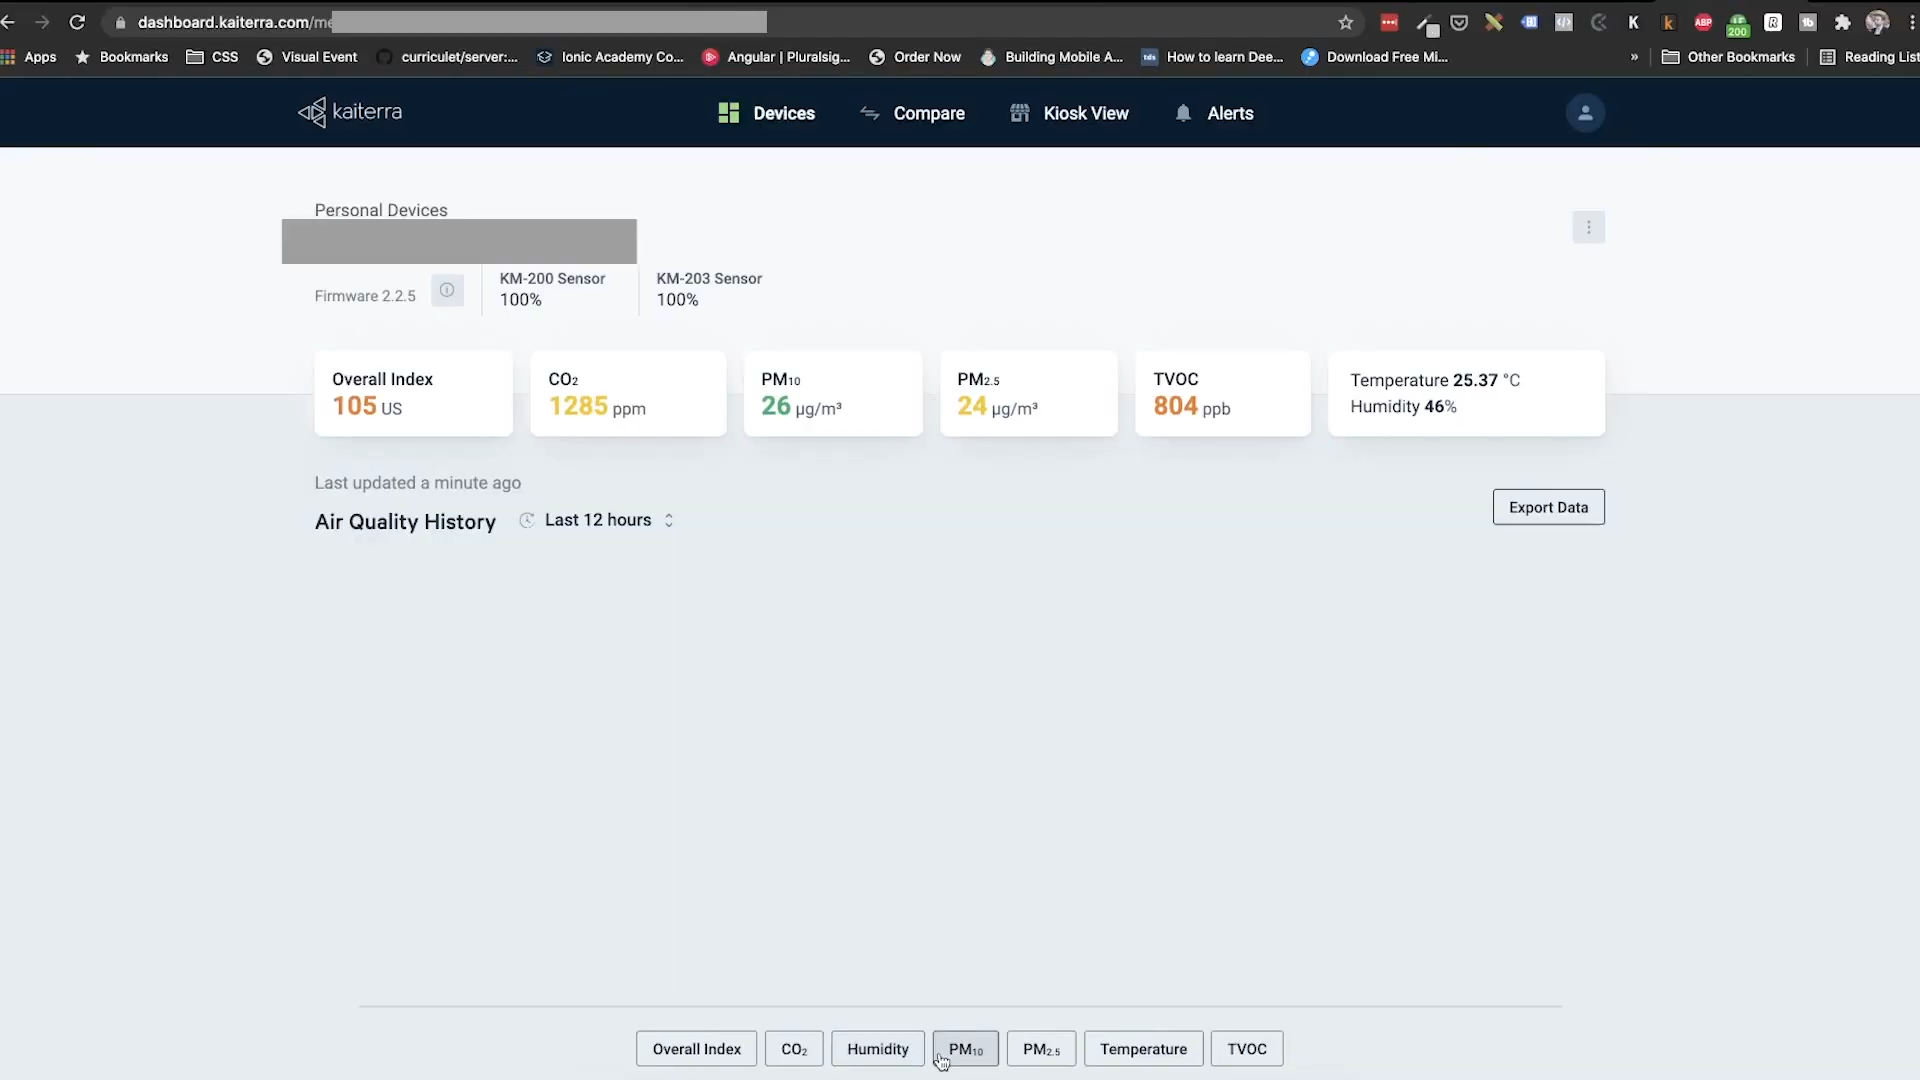 dashboard.kaiterra.com/me
Apps Bookmarks CSS Visual Event curriculet/server:... Ionic Academy Co... Angular | Pluralsig... Order Now Building Mobile A... tds How to learn Dee... Download Free Mi... » Other Bookmarks Reading List
ABP 200
kaiterra Devices Compare Kiosk View Alerts
Personal Devices
Firmware 2.2.5
KM-200 Sensor
100%
KM-203 Sensor
100%
Overall Index
105 US
CO₂
1285 ppm
PM₁₀
26 µg/m³
PM₂.₅
24 µg/m³
TVOC
804 ppb
Temperature 25.37 °C
Humidity 46%
Last updated a minute ago
Air Quality History Last 12 hours
Export Data
Overall Index CO₂ Humidity PM₁₀ PM₂.₅ Temperature TVOC